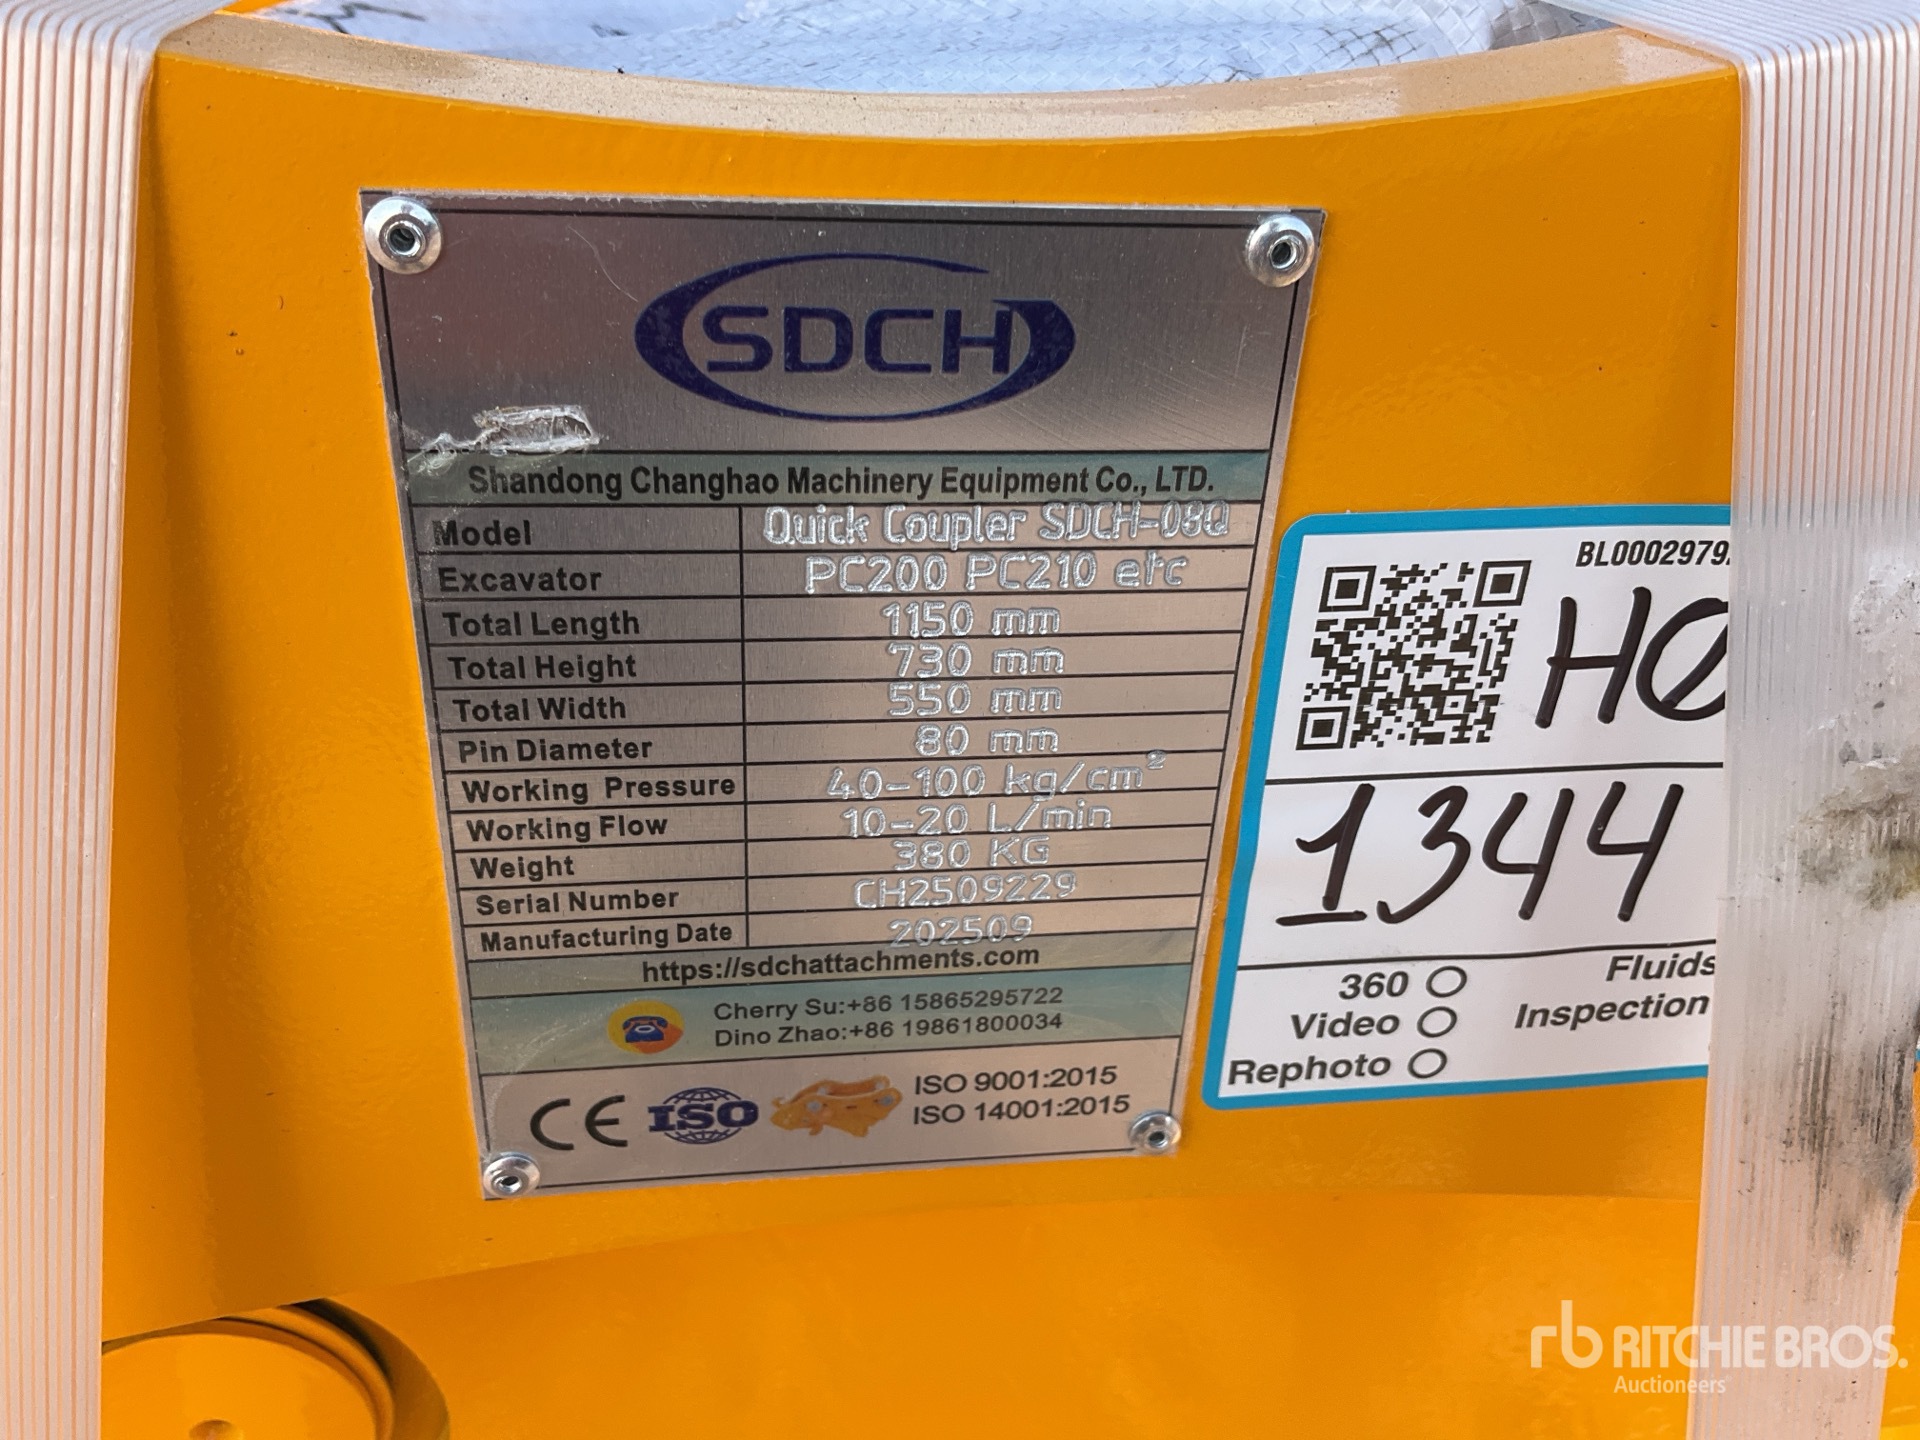 SDCH
Shandong Changhao Machinery Equipment Co., LTD.
Model Quick Coupler SDCH-08Q
Excavator PC200 PC210 etc
Total Length 1150 mm
Total Height 730 mm
Total Width 550 mm
Pin Diameter 80 mm
Working Pressure 40-100 kg/cm²
Working Flow 10-20 L/min
Weight 380 KG
Serial Number CH2509229
Manufacturing Date 202509
https://sdchattachments.com
Cherry Su:+86 15865295722
Dino Zhao:+86 19861800034
CE ISO
ISO 9001:2015
ISO 14001:2015
BL0002979
HØ
1344
360
Video
Rephoto
Fluids
Inspection
rb RITCHIE BROS.
Auctioneers